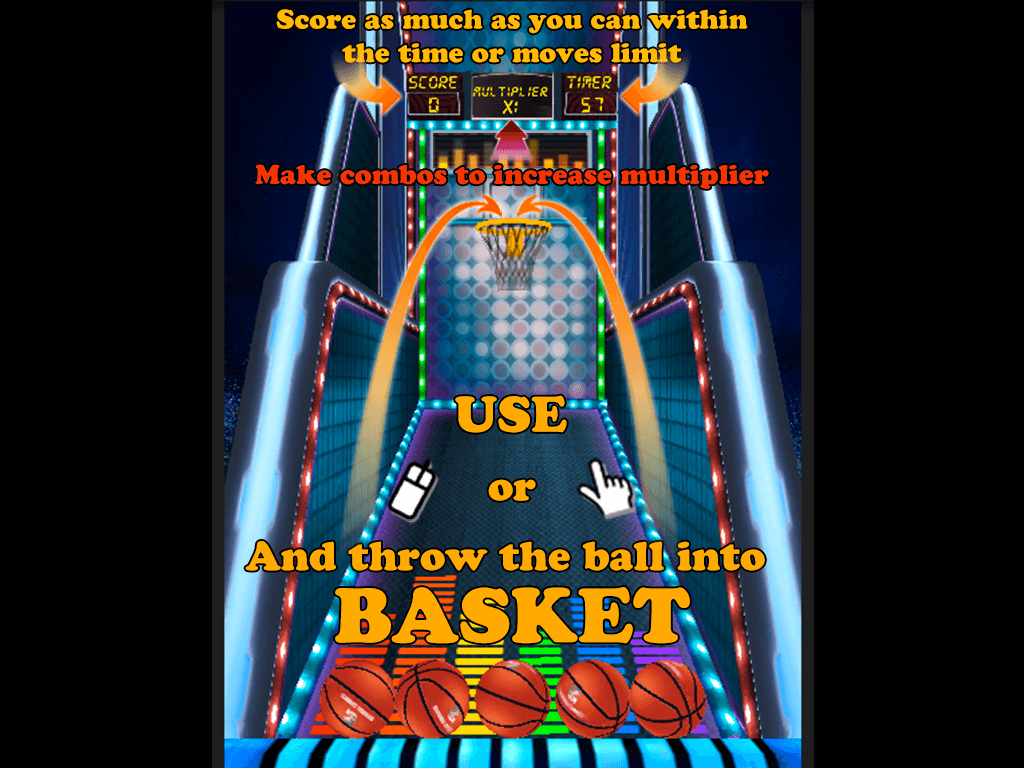 Score as much as you can within
the time or moves limit
SCORE
0
MULTIPLIER
X1
TIMER
57
Make combos to increase multiplier
USE
or
And throw the ball into
BASKET